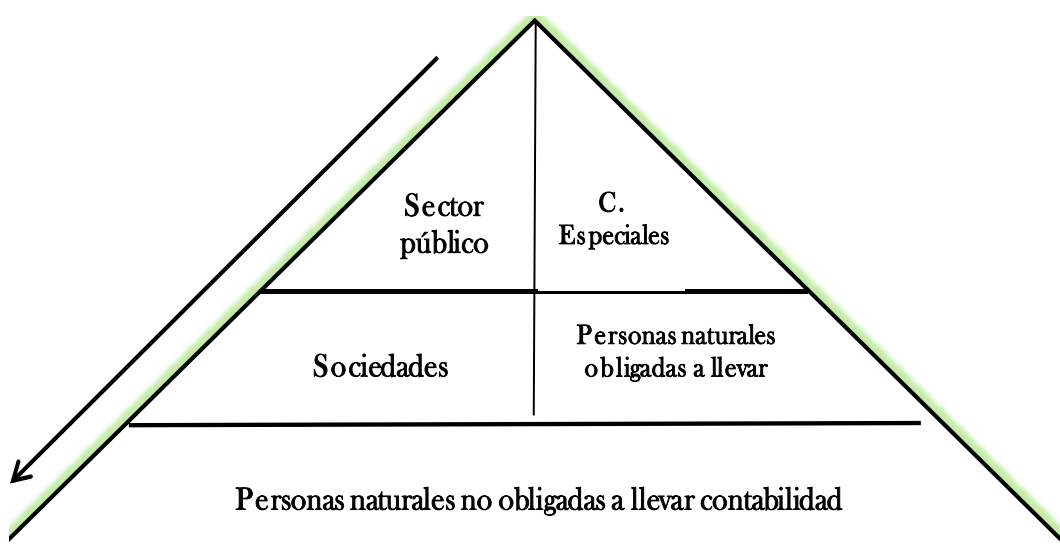 Sector
público
C.
Especiales
Sociedades
Personas naturales
obligadas a llevar
Personas naturales no obligadas a llevar contabilidad